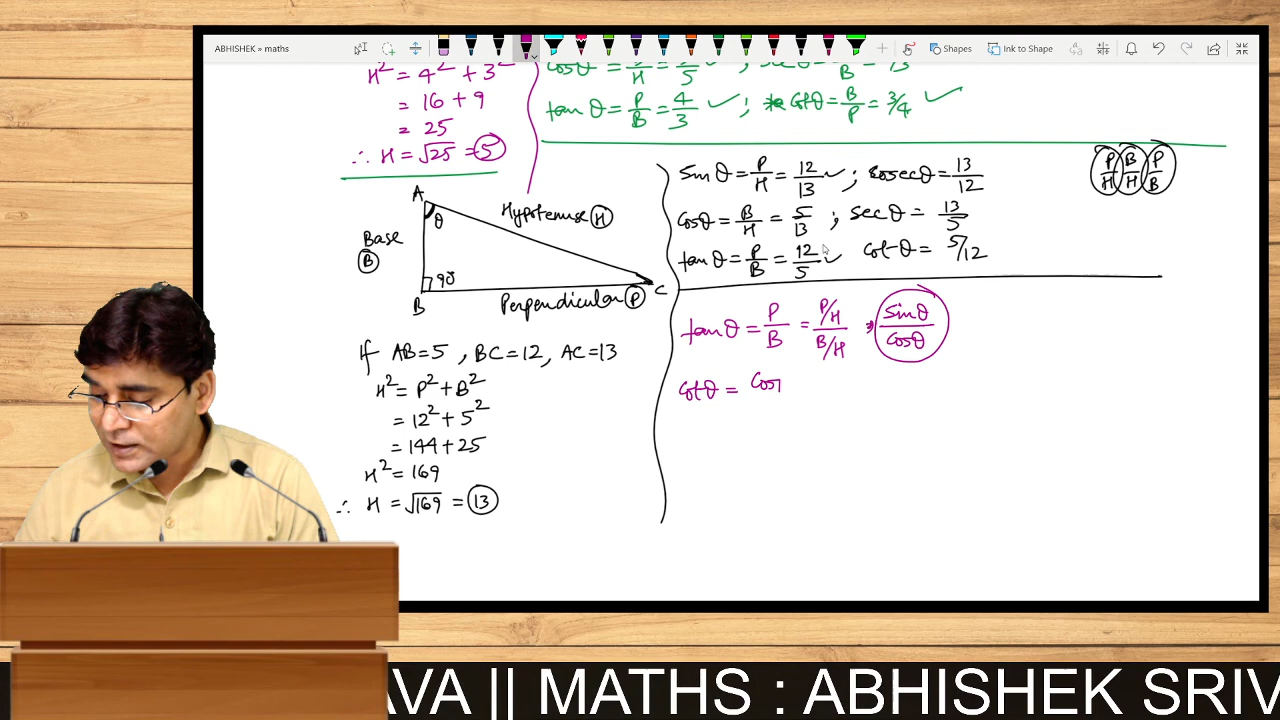 ABHISHEK » maths
Shapes
Ink to Shape
H² = 4² + 3²
= 16 + 9
= 25
∴ H = √25 = 5
tan θ = P/B = 4/3 ✓ ; cot θ = B/P = 3/4 ✓
A
θ
Hypotenuse H
Base
B
90°
B
Perpendicular P
C
If AB = 5 , BC = 12, AC = 13
H² = P² + B²
= 12² + 5²
= 144 + 25
H² = 169
∴ H = √169 = 13
sin θ = P/H = 12/13 ✓ ; cosec θ = 13/12
cos θ = B/H = 5/13 ; sec θ = 13/5
tan θ = P/B = 12/5 ✓ cot θ = 5/12
P/H B/H P/B
tan θ = P/B = P/H / B/H = sin θ / cos θ
cot θ = cos
AVA || MATHS : ABHISHEK SRIV